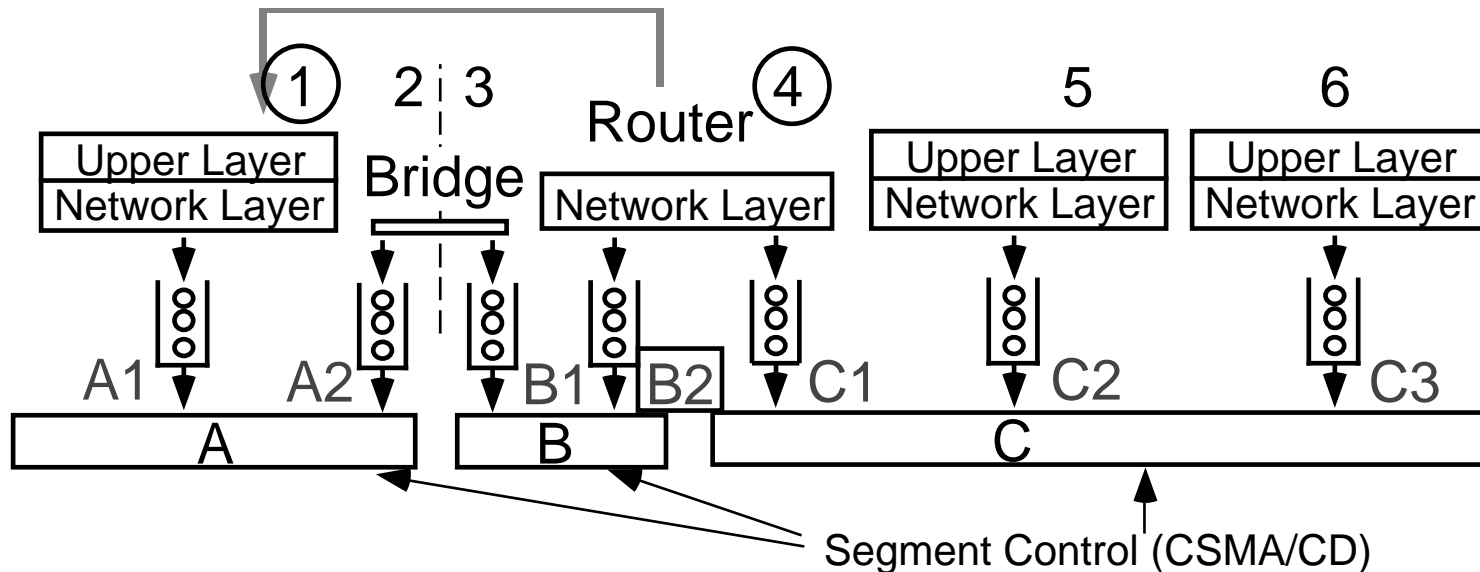 1 2 3 4 5 6
Router
Bridge
Upper Layer Upper Layer Upper Layer
Network Layer Network Layer Network Layer Network Layer
A1 A2 B1 B2 C1 C2 C3
A B C
Segment Control (CSMA/CD)